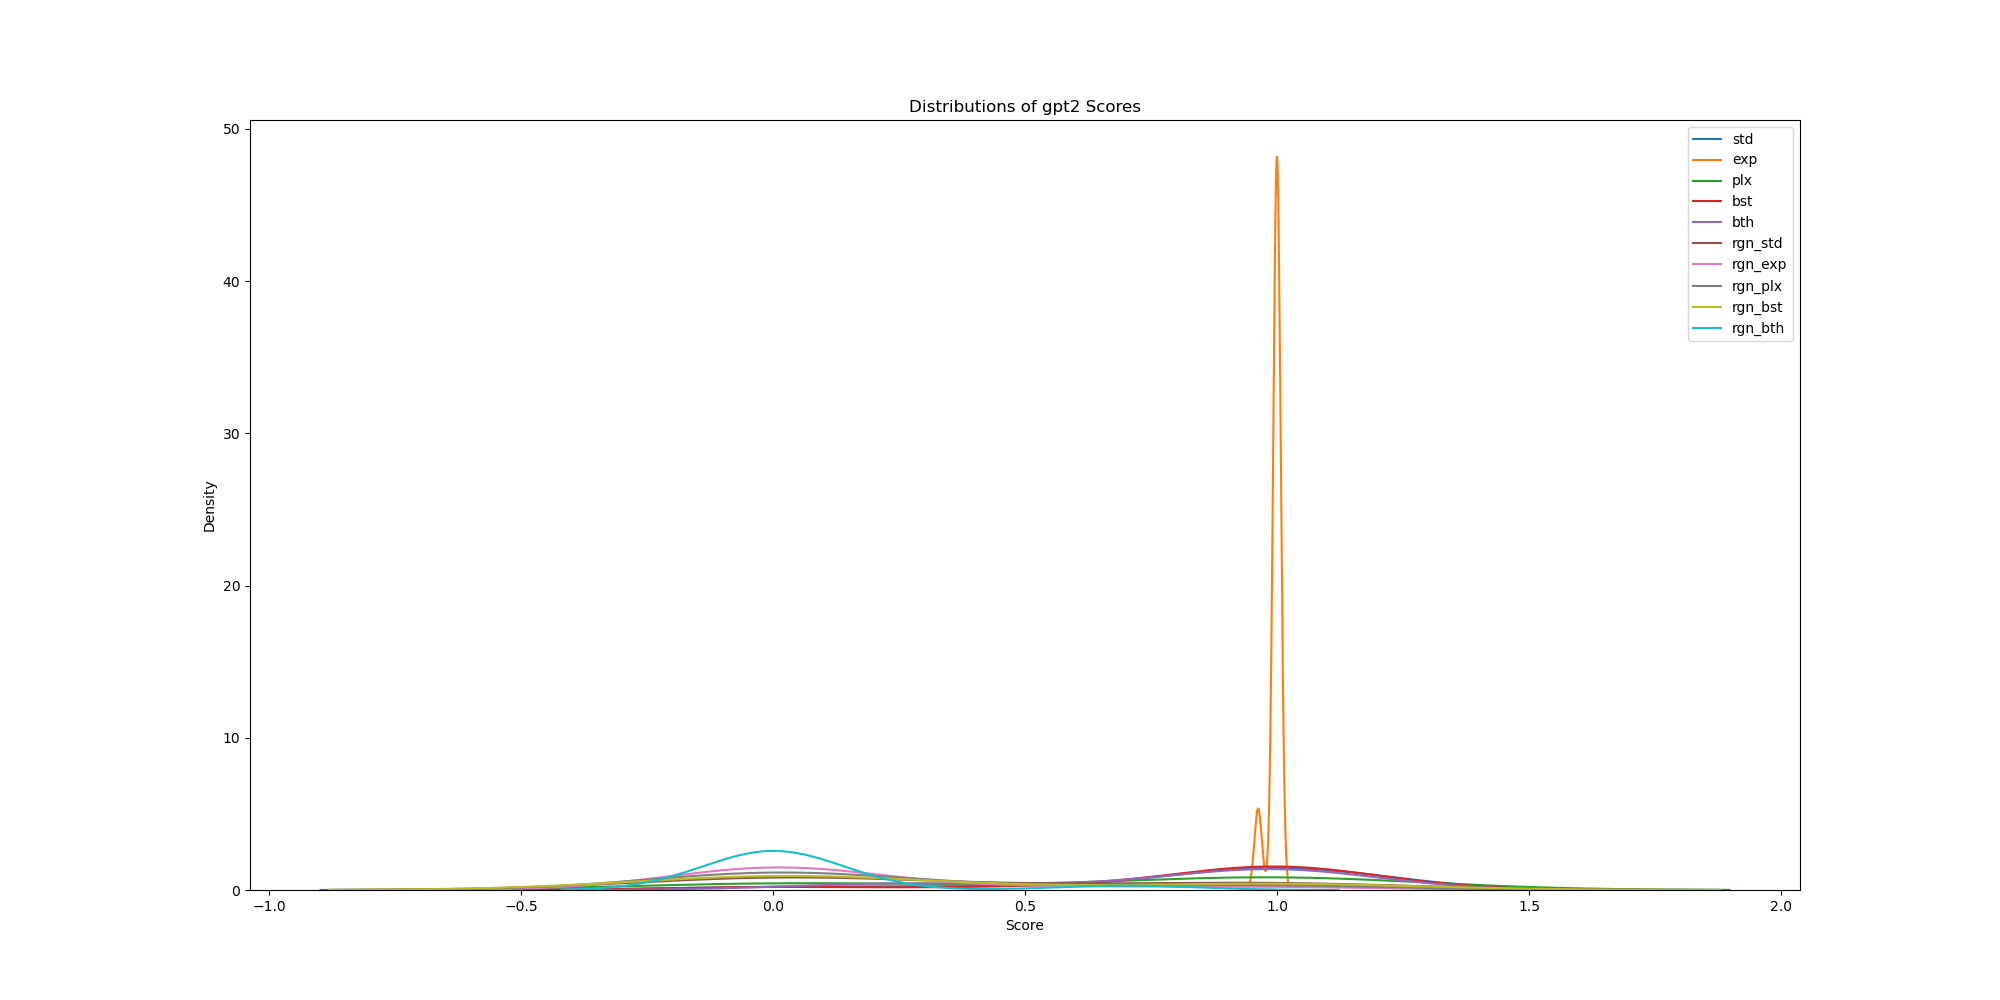 Distributions of gpt2 Scores
50
40
30
20
10
0
Density
−1.0
−0.5
0.0
0.5
1.0
1.5
2.0
Score
std
exp
plx
bst
bth
rgn_std
rgn_exp
rgn_plx
rgn_bst
rgn_bth